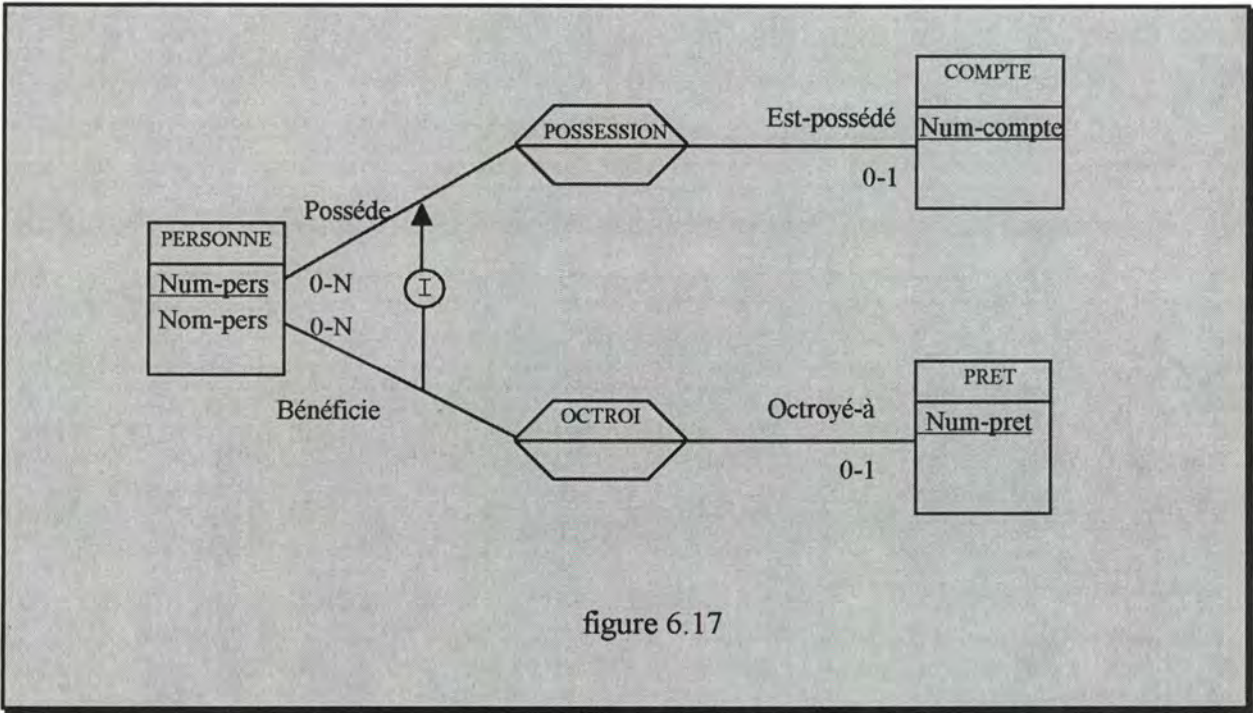 COMPTE
POSSESSION
Est-possédé
Num-compte
0-1
Posséde
PERSONNE
Num-pers
0-N
I
Nom-pers
0-N
PRET
Bénéficie
OCTROI
Octroyé-à
Num-pret
0-1
figure 6.17